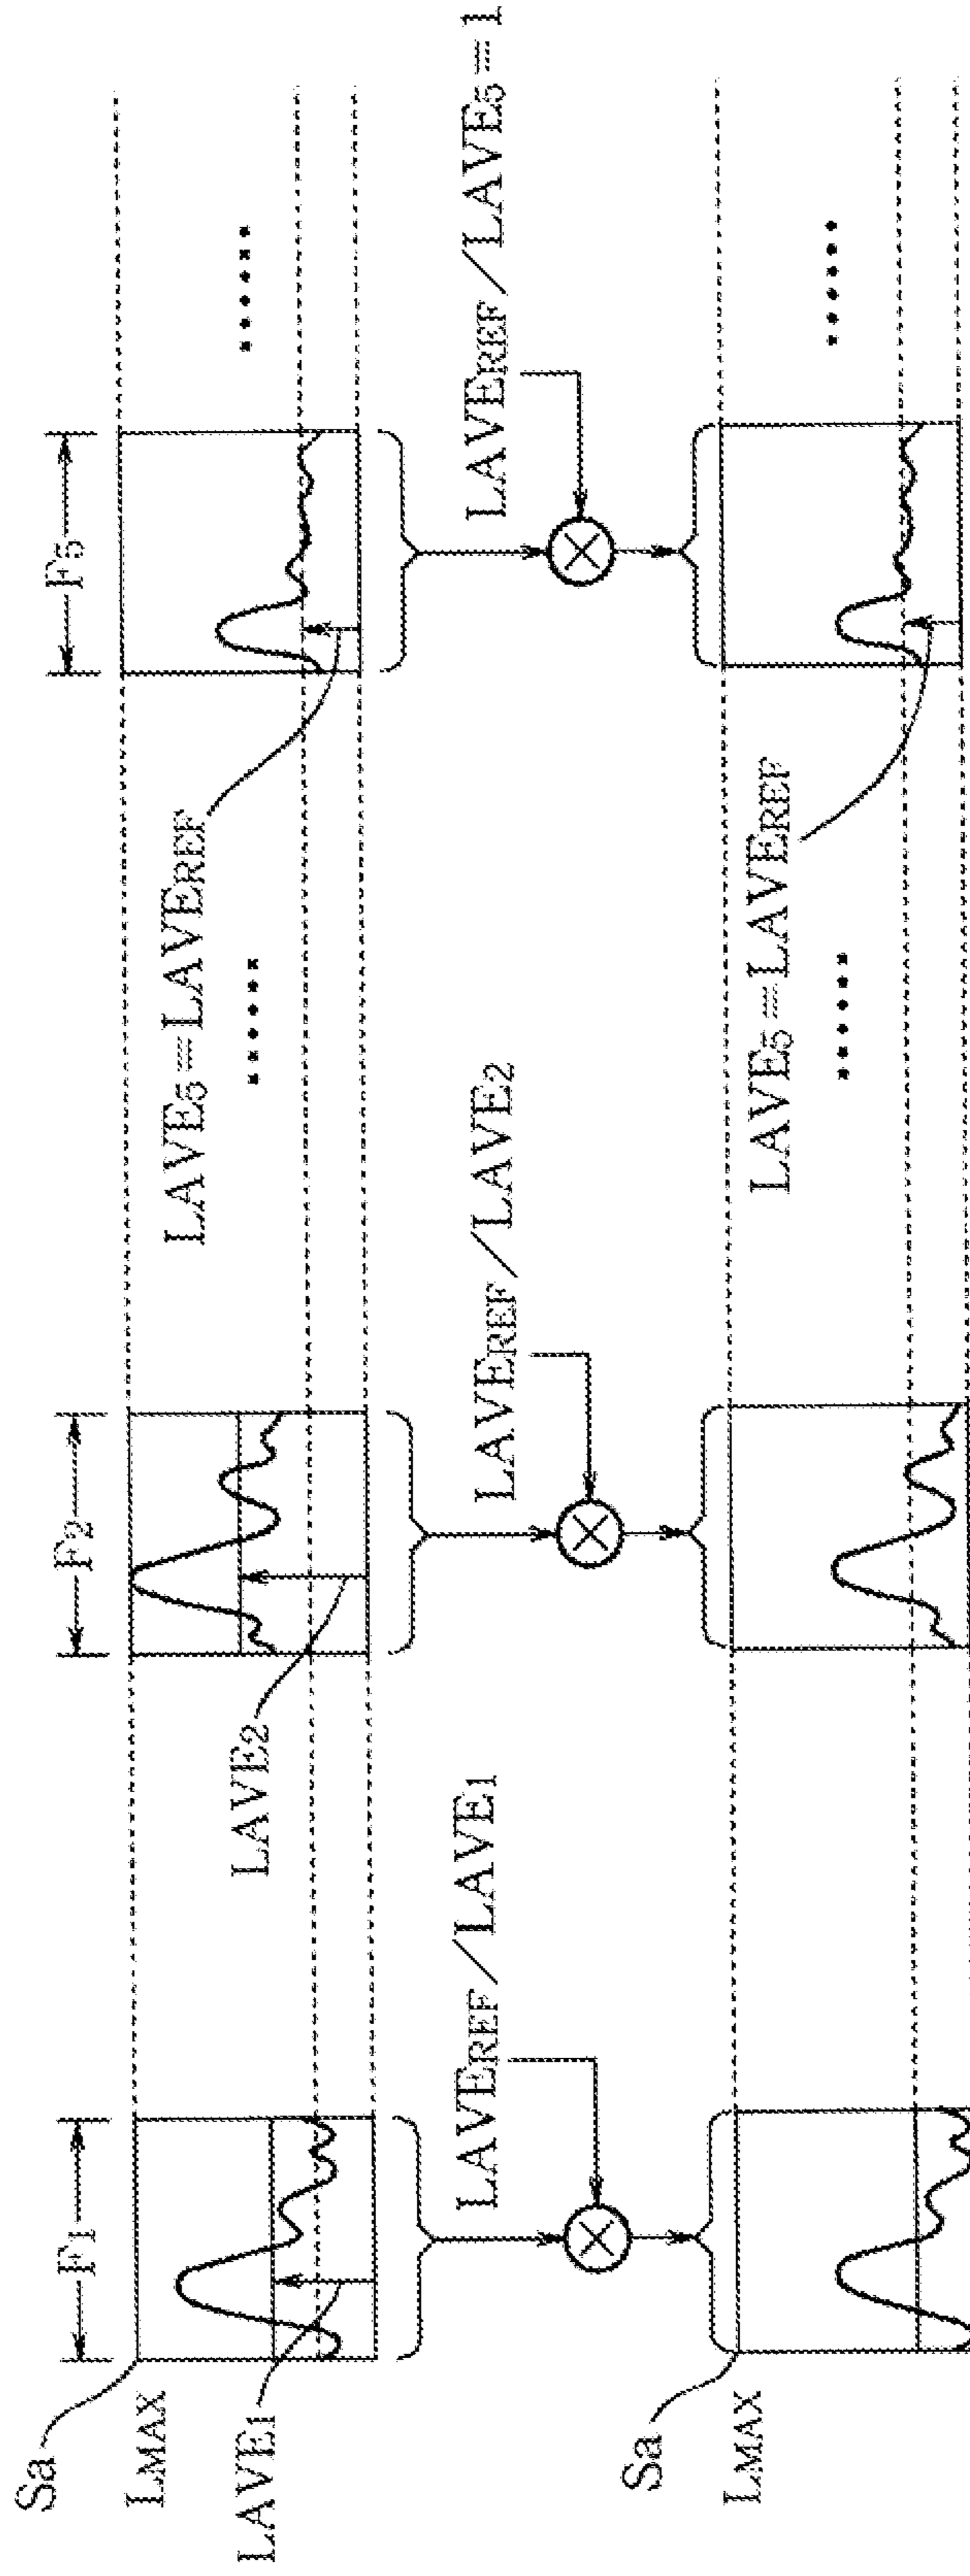 F1
F2
F5
Sa
LMAX
LAVE1
LAVE2
LAVE5=LAVEREF
......
......
LAVEREF/LAVE1
LAVEREF/LAVE2
LAVEREF/LAVE5=1
Sa
LMAX
LAVE5=LAVEREF
......
......